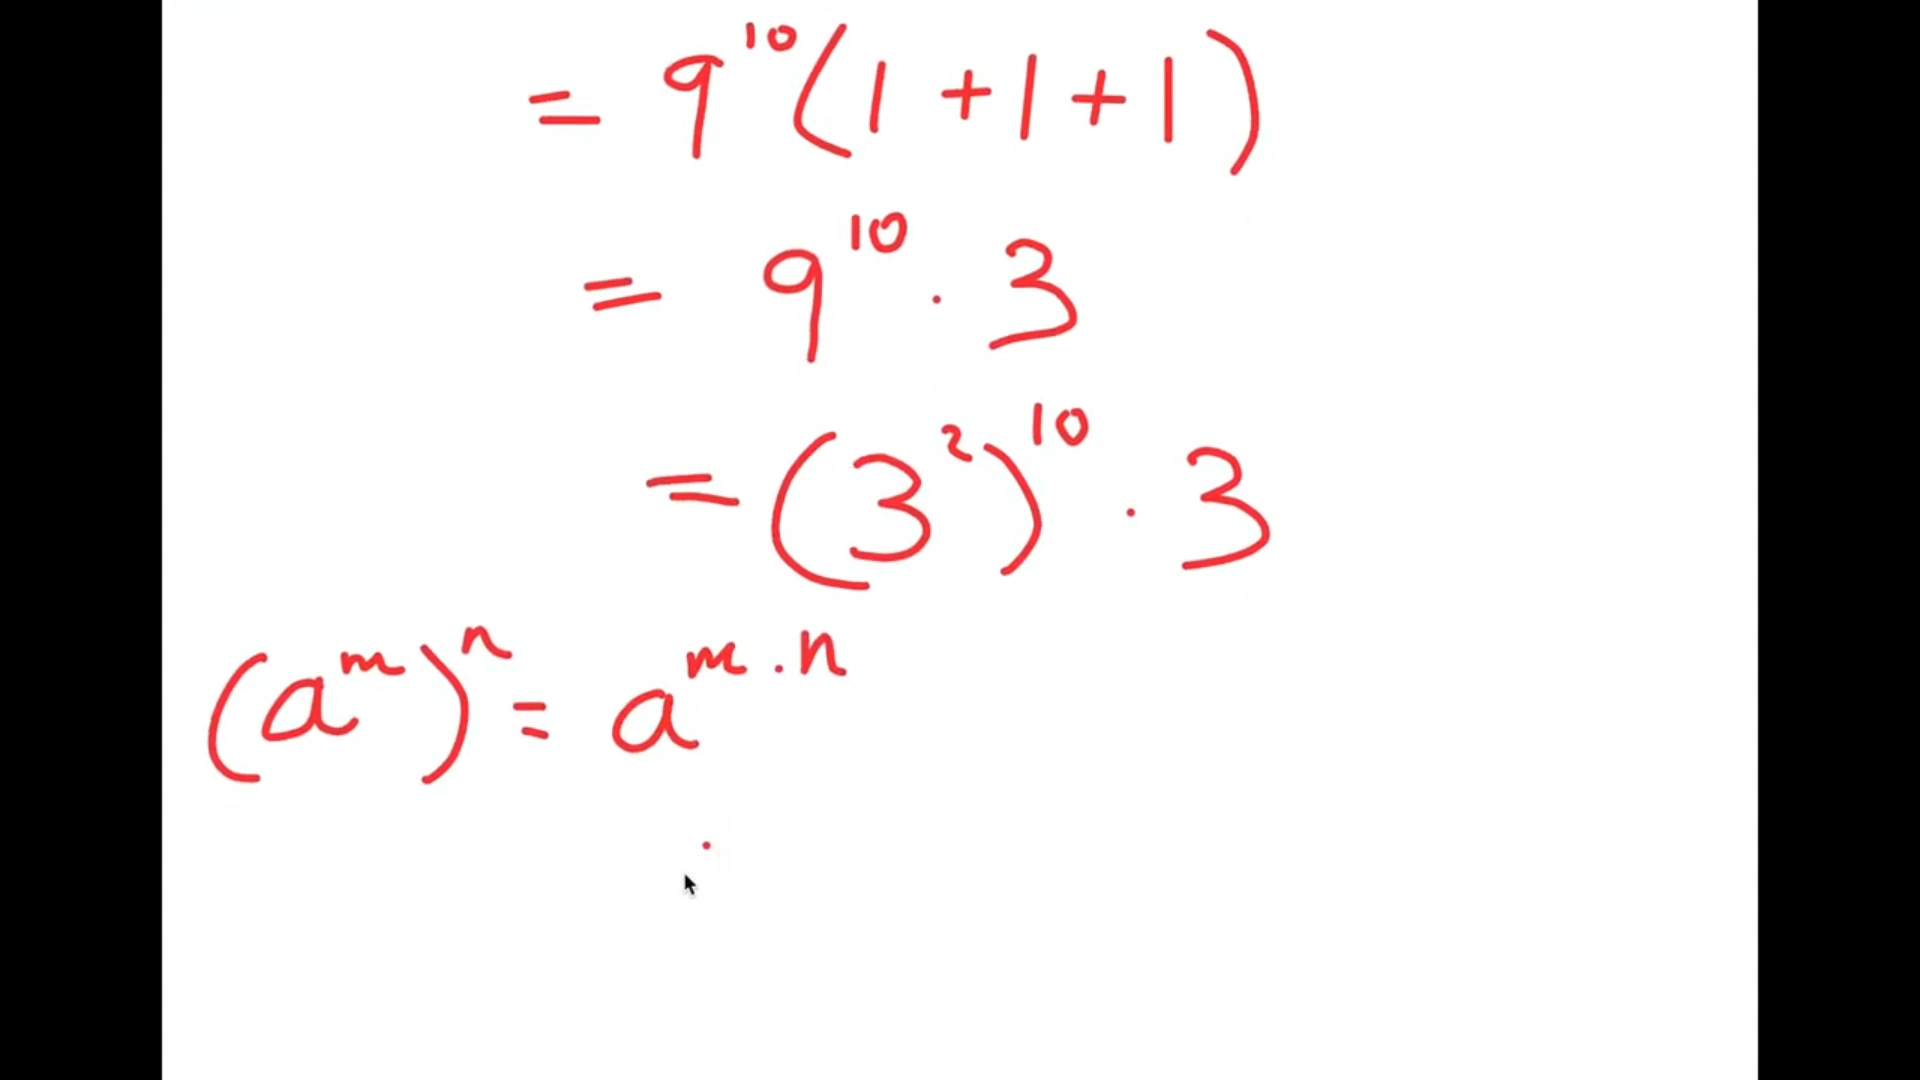 = 9^10 (1 + 1 + 1)
= 9^10 · 3
= (3^2)^10 · 3
(a^m)^n = a^m·n